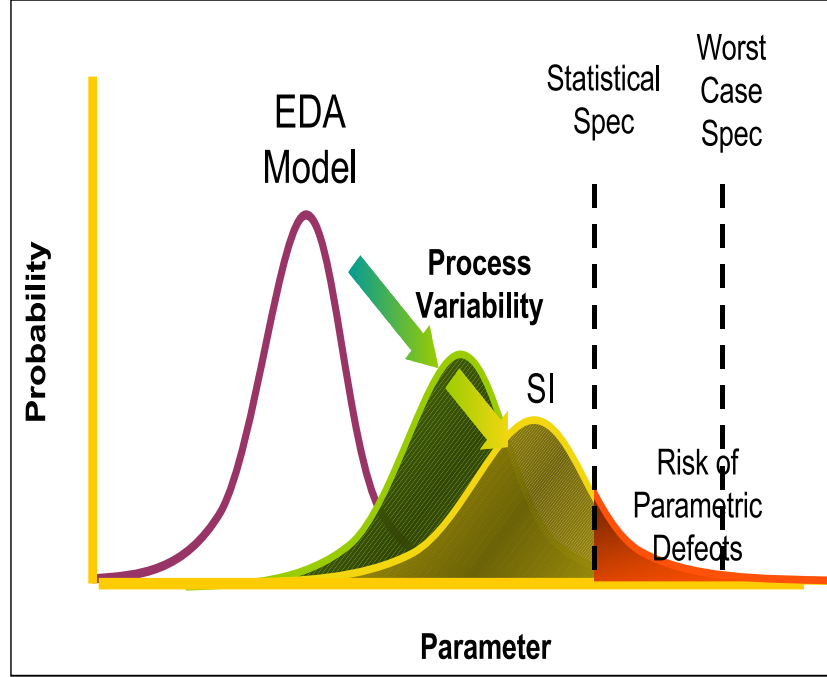 Worst
Case
Spec
Statistical
Spec
EDA
Model
Process
Variability
SI
Risk of
Parametric
Defects
Probability
Parameter